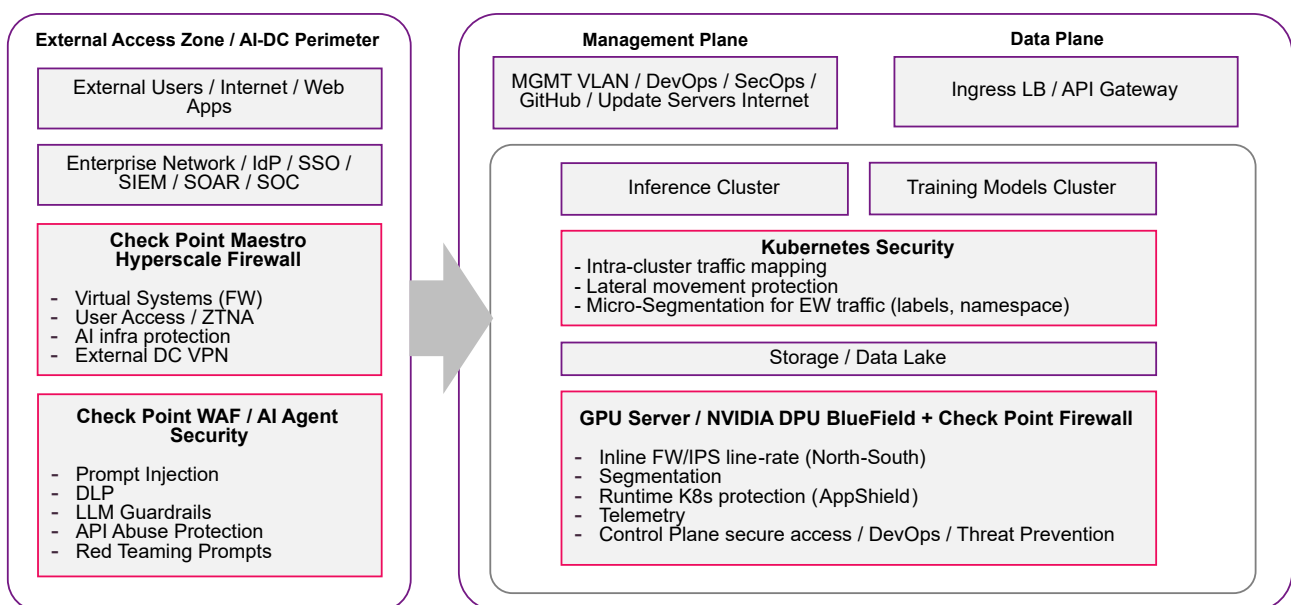 External Access Zone / AI-DC Perimeter
External Users / Internet / Web
Apps
Enterprise Network / IdP / SSO /
SIEM / SOAR / SOC
Check Point Maestro
Hyperscale Firewall
- Virtual Systems (FW)
- User Access / ZTNA
- AI infra protection
- External DC VPN
Check Point WAF / AI Agent
Security
- Prompt Injection
- DLP
- LLM Guardrails
- API Abuse Protection
- Red Teaming Prompts
Management Plane
Data Plane
MGMT VLAN / DevOps / SecOps /
GitHub / Update Servers Internet
Ingress LB / API Gateway
Inference Cluster
Training Models Cluster
Kubernetes Security
- Intra-cluster traffic mapping
- Lateral movement protection
- Micro-Segmentation for EW traffic (labels, namespace)
Storage / Data Lake
GPU Server / NVIDIA DPU BlueField + Check Point Firewall
- Inline FW/IPS line-rate (North-South)
- Segmentation
- Runtime K8s protection (AppShield)
- Telemetry
- Control Plane secure access / DevOps / Threat Prevention